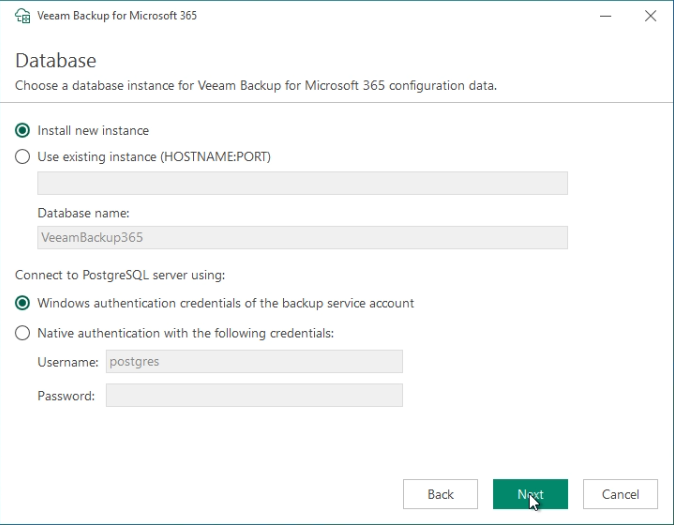 Veeam Backup for Microsoft 365
Database
Choose a database instance for Veeam Backup for Microsoft 365 configuration data.
Install new instance
Use existing instance (HOSTNAME:PORT)
Database name:
VeeamBackup365
Connect to PostgreSQL server using:
Windows authentication credentials of the backup service account
Native authentication with the following credentials:
Username: postgres
Password:
Back Next Cancel